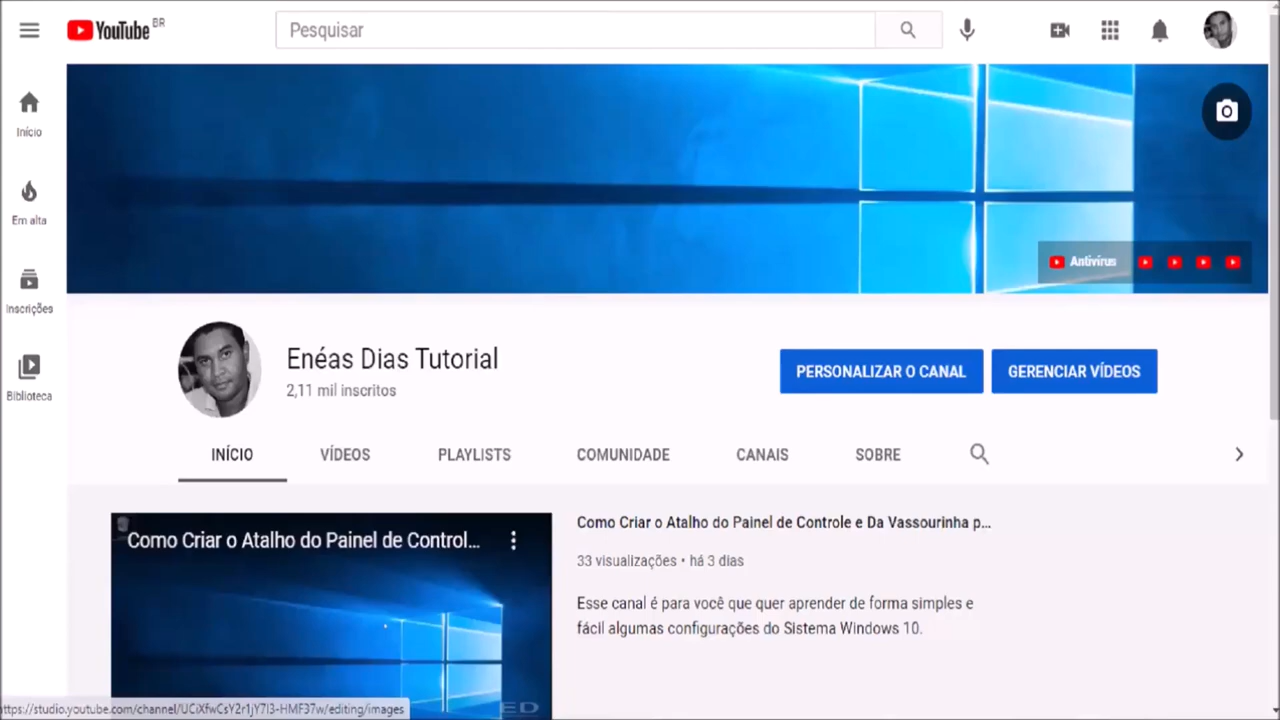 YouTube BR
Pesquisar
Início
Em alta
Inscrições
Biblioteca
Antivírus
Enéas Dias Tutorial
2,11 mil inscritos
PERSONALIZAR O CANAL
GERENCIAR VÍDEOS
INÍCIO VÍDEOS PLAYLISTS COMUNIDADE CANAIS SOBRE
Como Criar o Atalho do Painel de Control...
Como Criar o Atalho do Painel de Controle e Da Vassourinha p...
33 visualizações • há 3 dias
Esse canal é para você que quer aprender de forma simples e
fácil algumas configurações do Sistema Windows 10.
https://studio.youtube.com/channel/UCiXfwCsY2r1jY7I3-HMF37w/editing/images